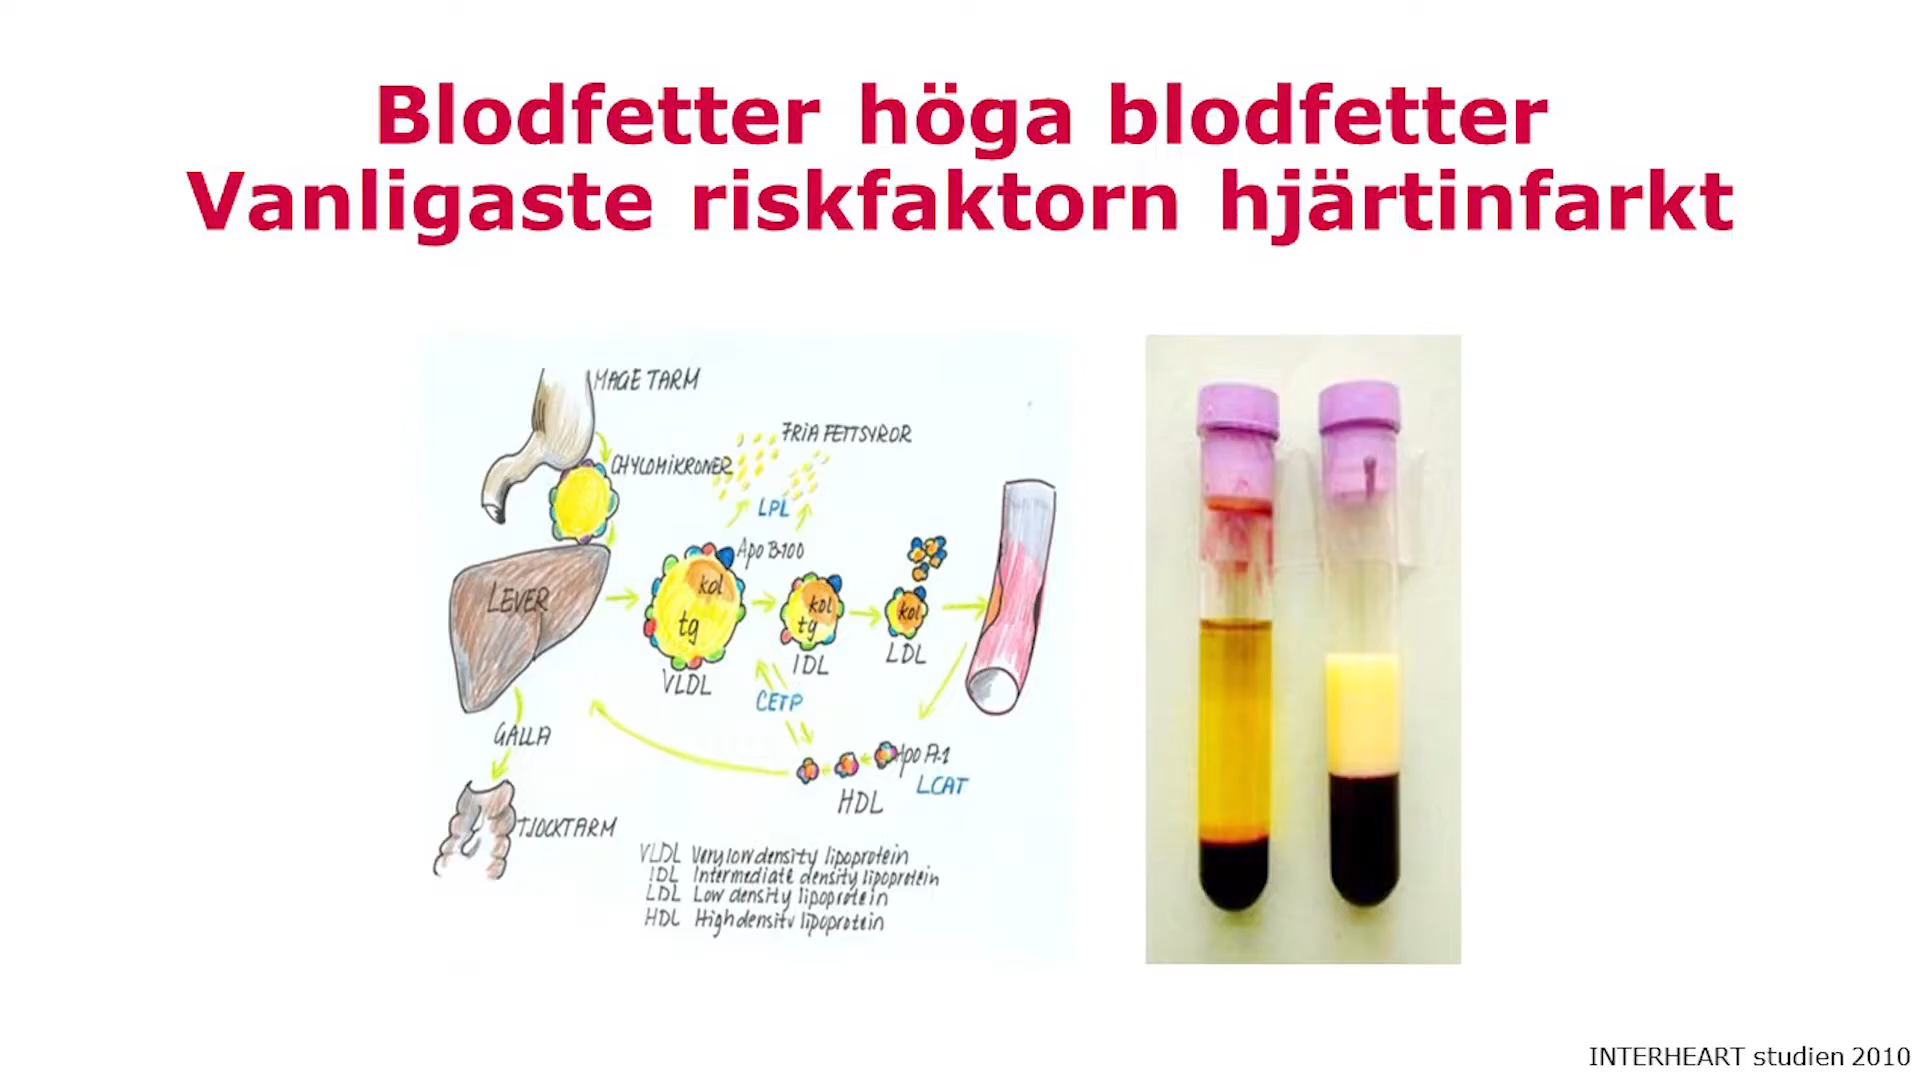 Blodfetter höga blodfetter
Vanligaste riskfaktorn hjärtinfarkt
MAGE TARM
FRIA FETTSYROR
CHYLOMIKRONER
LPL
Apo B-100
LEVER
kol
tg
VLDL
kol
tg
IDL
kol
LDL
CETP
GALLA
Apo A-1
LCAT
HDL
TJOCKTARM
VLDL Very low density lipoprotein
IDL Intermediate density lipoprotein
LDL Low density lipoprotein
HDL High density lipoprotein
INTERHEART studien 2010